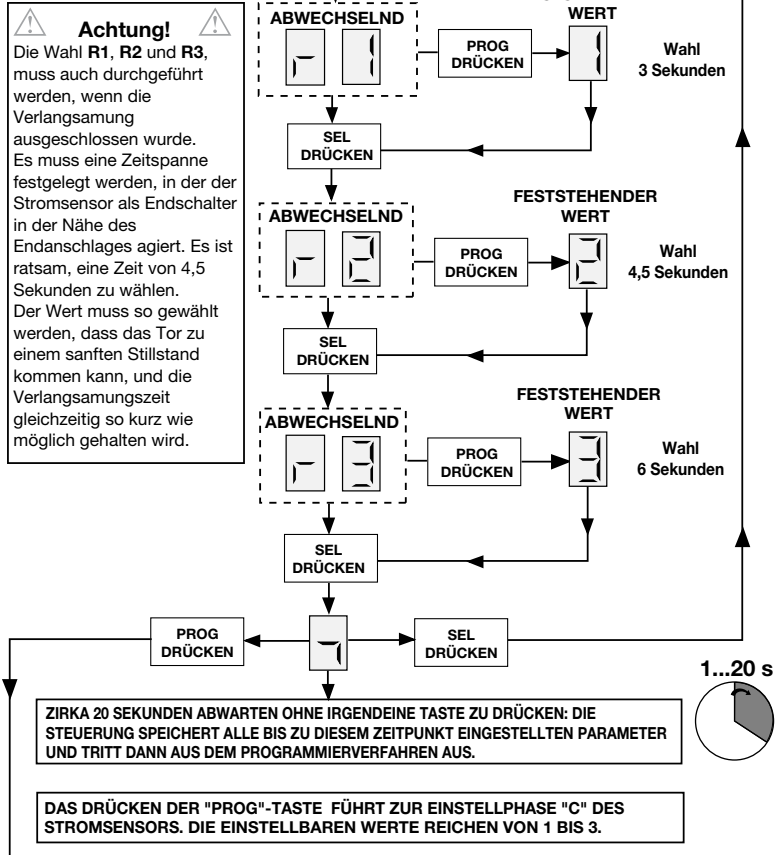 Achtung!
Die Wahl R1, R2 und R3,
muss auch durchgeführt
werden, wenn die
Verlangsamung
ausgeschlossen wurde.
Es muss eine Zeitspanne
festgelegt werden, in der der
Stromsensor als Endschalter
in der Nähe des
Endanschlages agiert. Es ist
ratsam, eine Zeit von 4,5
Sekunden zu wählen.
Der Wert muss so gewählt
werden, dass das Tor zu
einem sanften Stillstand
kommen kann, und die
Verlangsamungszeit
gleichzeitig so kurz wie
möglich gehalten wird.
ABWECHSELND
r 1
PROG
DRÜCKEN
WERT
1
Wahl
3 Sekunden
SEL
DRÜCKEN
ABWECHSELND
r 2
PROG
DRÜCKEN
FESTSTEHENDER
WERT
2
Wahl
4,5 Sekunden
SEL
DRÜCKEN
ABWECHSELND
r 3
PROG
DRÜCKEN
FESTSTEHENDER
WERT
3
Wahl
6 Sekunden
SEL
DRÜCKEN
PROG
DRÜCKEN
SEL
DRÜCKEN
1...20 s
ZIRKA 20 SEKUNDEN ABWARTEN OHNE IRGENDEINE TASTE ZU DRÜCKEN: DIE
STEUERUNG SPEICHERT ALLE BIS ZU DIESEM ZEITPUNKT EINGESTELLTEN PARAMETER
UND TRITT DANN AUS DEM PROGRAMMIERVERFAHREN AUS.
DAS DRÜCKEN DER "PROG"-TASTE FÜHRT ZUR EINSTELLPHASE "C" DES
STROMSENSORS. DIE EINSTELLBAREN WERTE REICHEN VON 1 BIS 3.